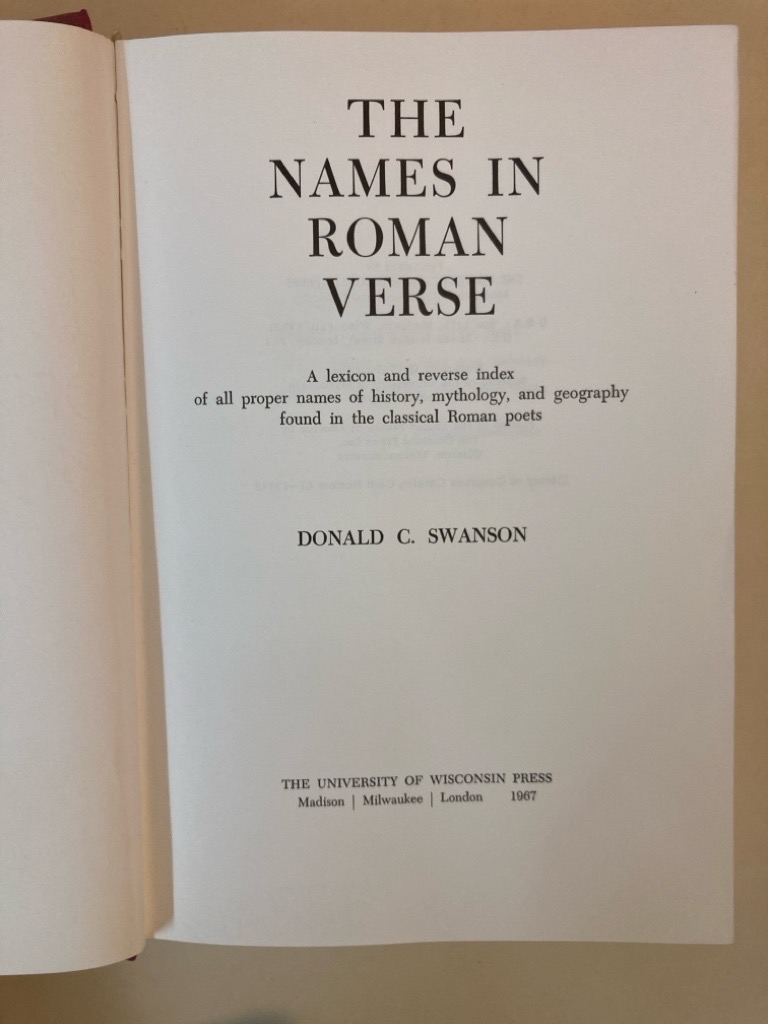 THE
NAMES IN
ROMAN
VERSE
A lexicon and reverse index
of all proper names of history, mythology, and geography
found in the classical Roman poets
DONALD C. SWANSON
THE UNIVERSITY OF WISCONSIN PRESS
Madison | Milwaukee | London 1967